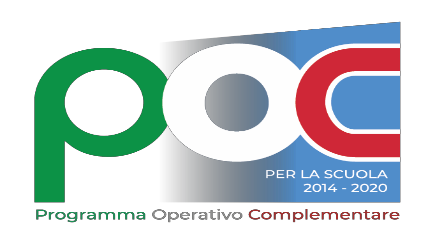 poc
PER LA SCUOLA
2014 - 2020
Programma Operativo Complementare